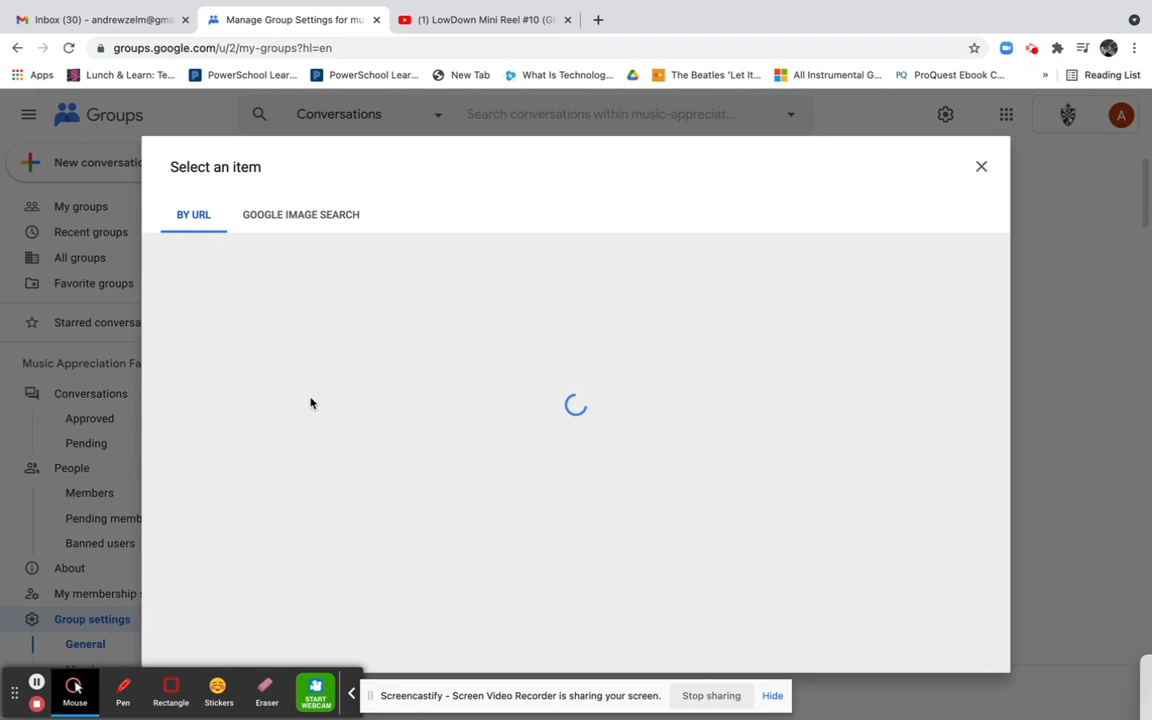 Inbox (30) - andrewzelm@gma
Manage Group Settings for mu
(1) LowDown Mini Reel #10 (Gl
groups.google.com/u/2/my-groups?hl=en
Apps
Lunch & Learn: Te...
PowerSchool Lear...
PowerSchool Lear...
New Tab
What Is Technolog...
The Beatles 'Let It...
All Instrumental G...
PQ ProQuest Ebook C...
»
Reading List
Groups
Conversations
Search conversations within music-appreciat...
A
New conversatio
Select an item
BY URL
GOOGLE IMAGE SEARCH
My groups
Recent groups
All groups
Favorite groups
Starred conversa
Music Appreciation Fa
Conversations
Approved
Pending
People
Members
Pending memb
Banned users
About
My membership s
Group settings
General
Mouse
Pen
Rectangle
Stickers
Eraser
START
WEBCAM
Screencastify - Screen Video Recorder is sharing your screen.
Stop sharing
Hide